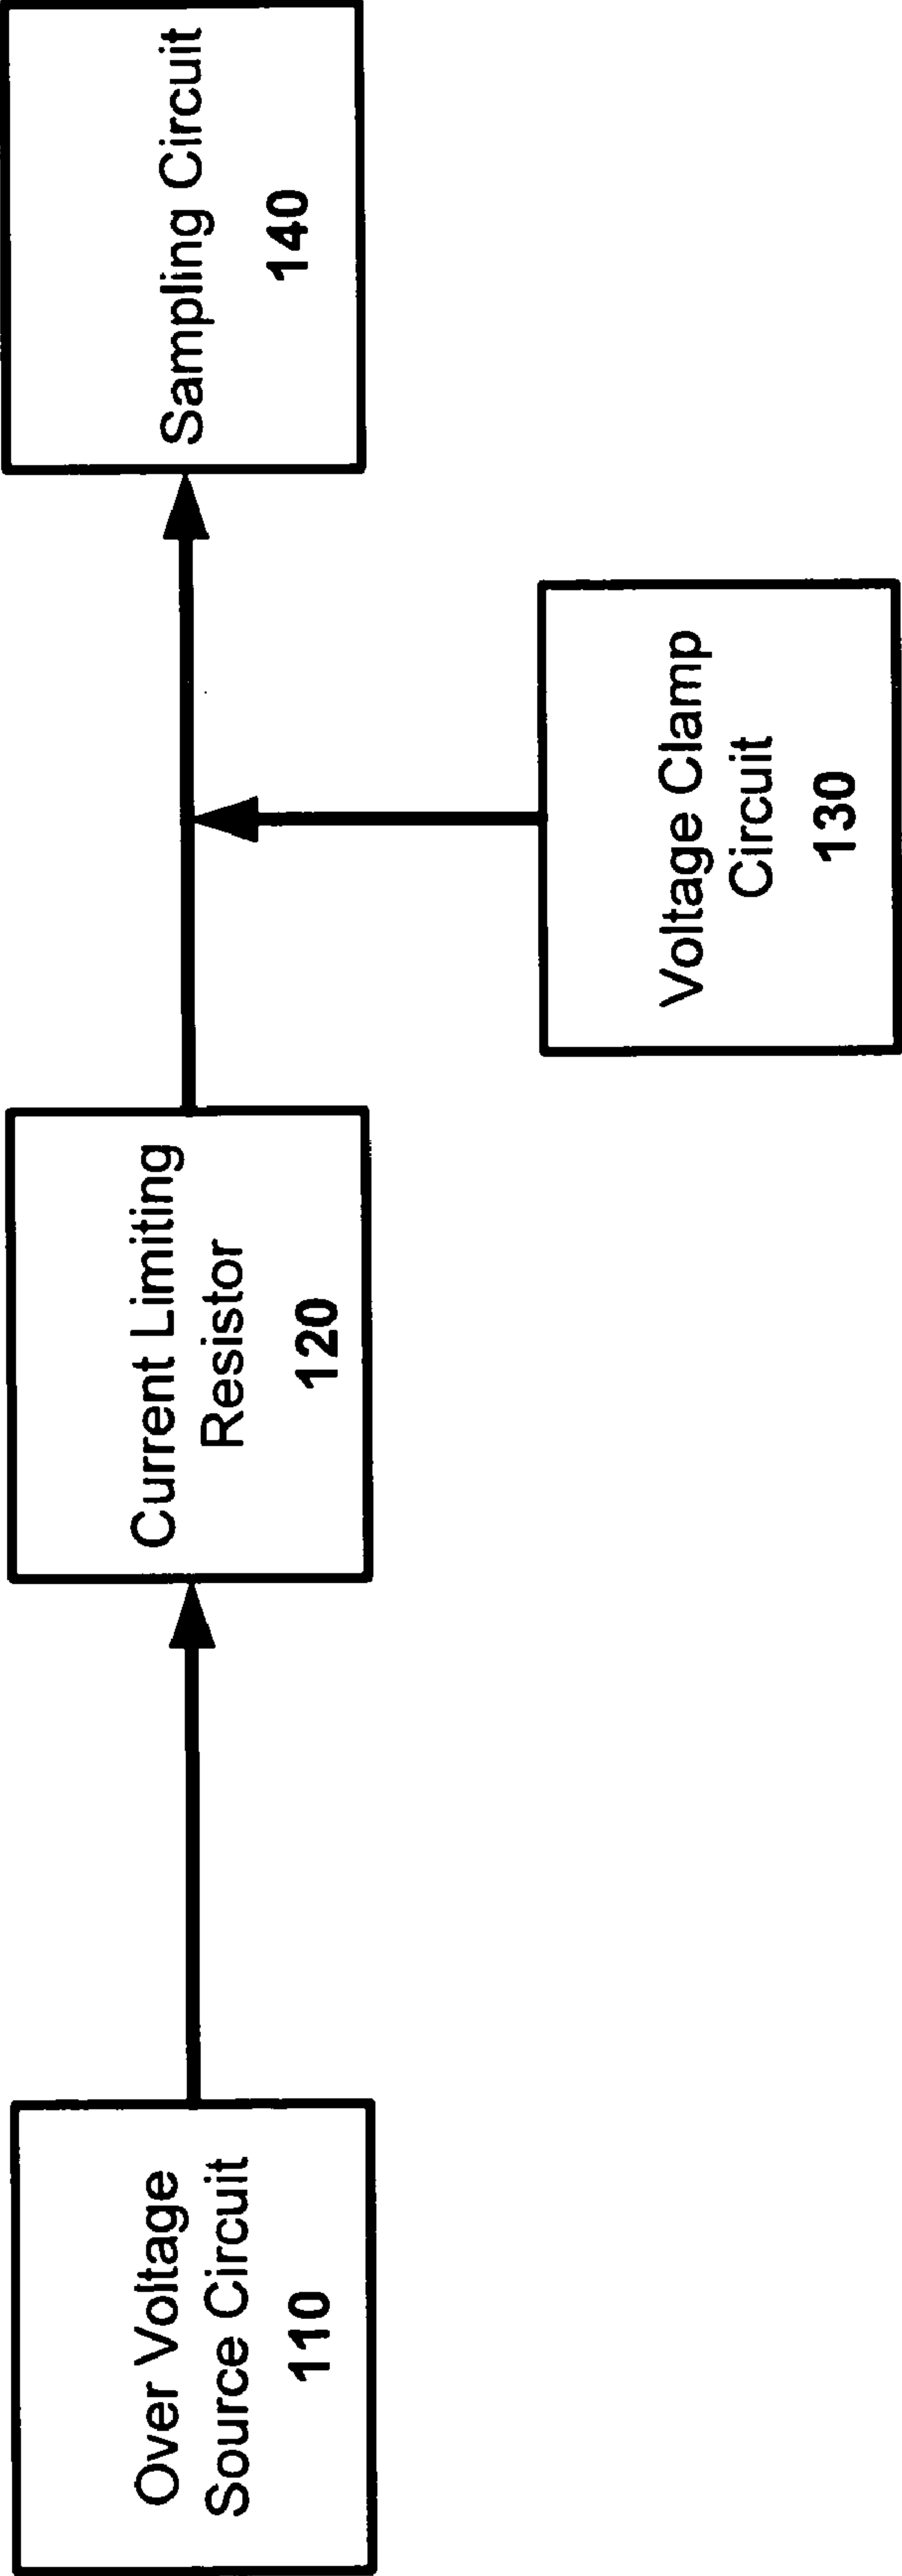 Over Voltage
Source Circuit
110
Current Limiting
Resistor
120
Voltage Clamp
Circuit
130
Sampling Circuit
140